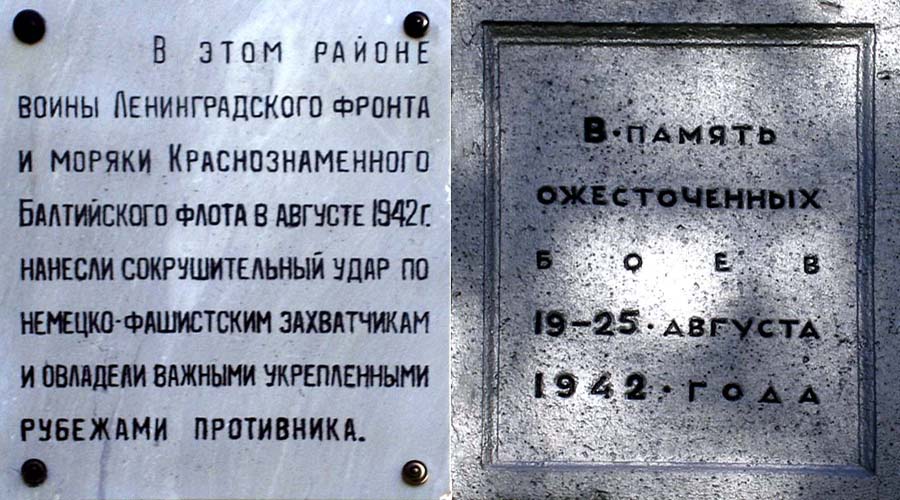 В ЭТОМ РАЙОНЕ
ВОИНЫ ЛЕНИНГРАДСКОГО ФРОНТА
И МОРЯКИ КРАСНОЗНАМЕННОГО
БАЛТИЙСКОГО ФЛОТА В АВГУСТЕ 1942г.
НАНЕСЛИ СОКРУШИТЕЛЬНЫЙ УДАР ПО
НЕМЕЦКО-ФАШИСТСКИМ ЗАХВАТЧИКАМ
И ОВЛАДЕЛИ ВАЖНЫМИ УКРЕПЛЕННЫМИ
РУБЕЖАМИ ПРОТИВНИКА.
В·ПАМЯТЬ
ОЖЕСТОЧЕННЫХ
БОЕВ
19-25·АВГУСТА
1942·ГОДА